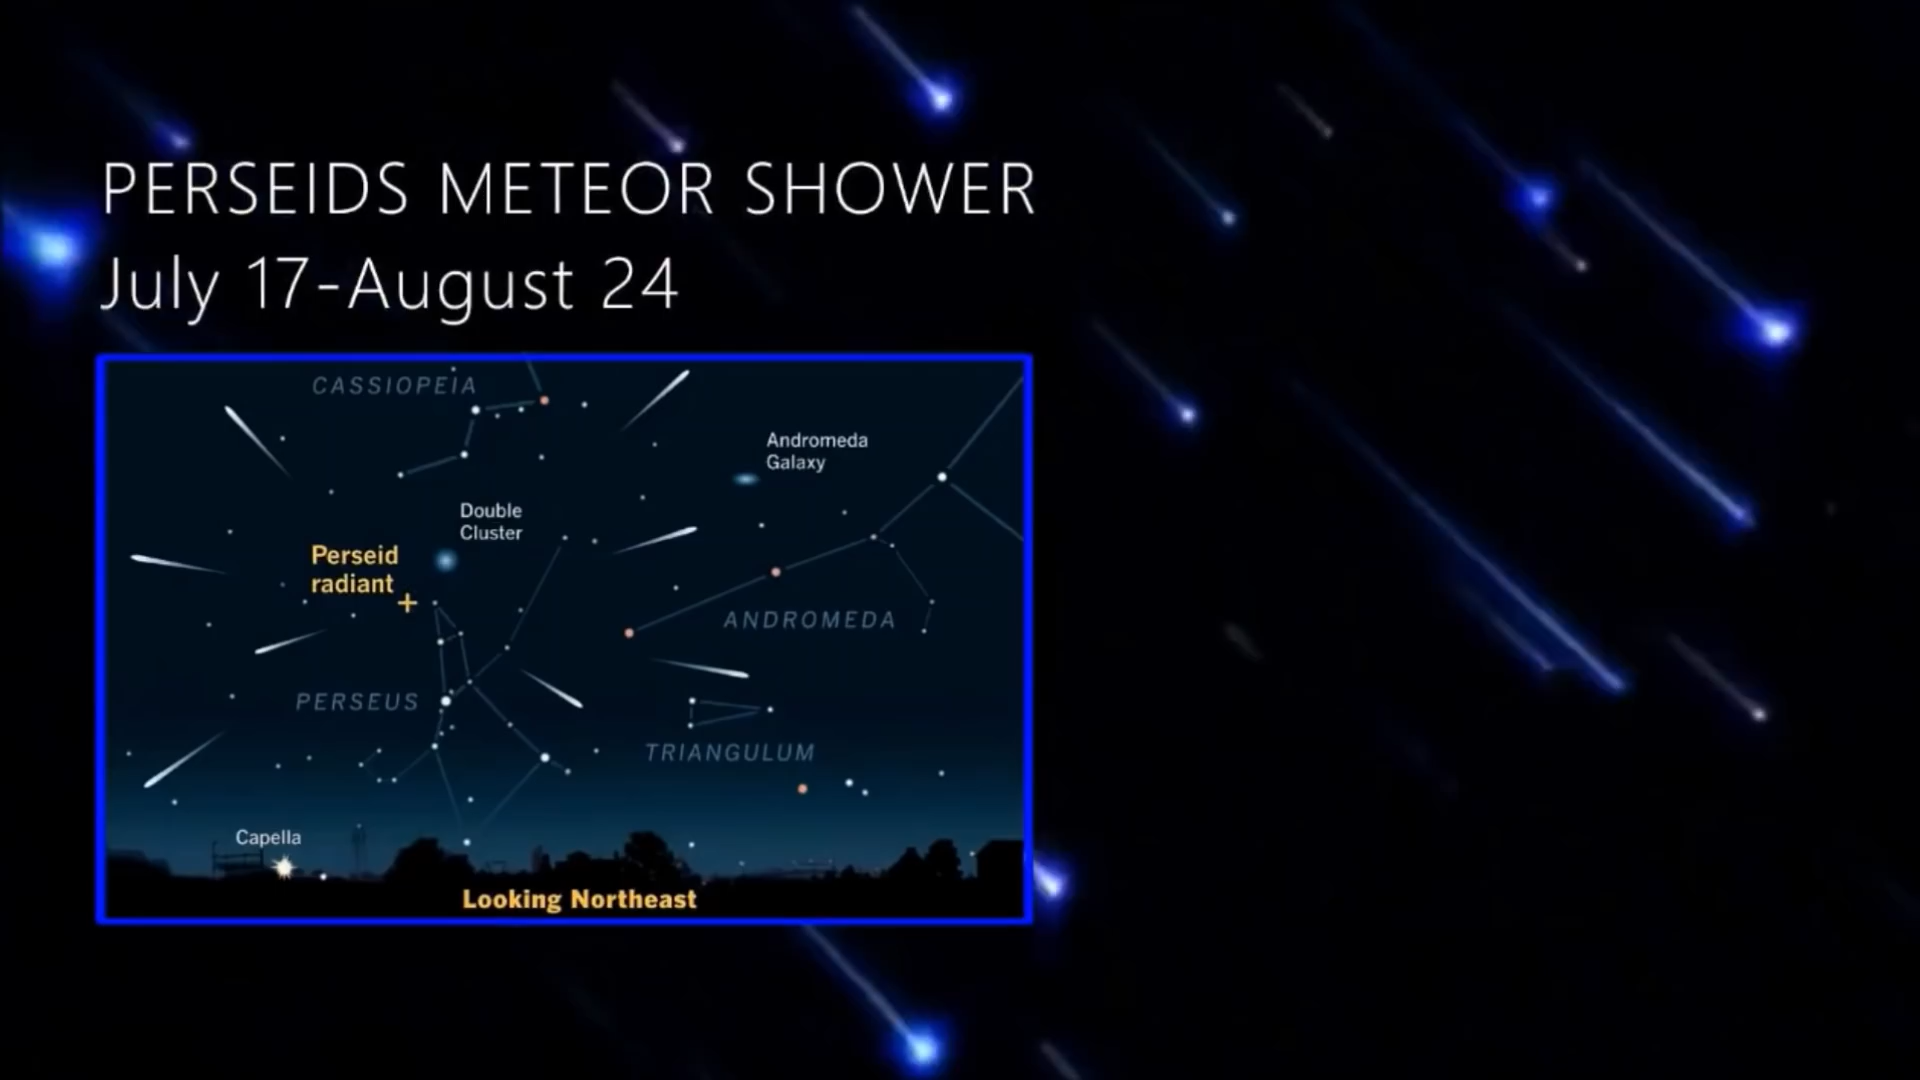 PERSEIDS METEOR SHOWER
July 17-August 24
CASSIOPEIA
Andromeda
Galaxy
Double
Cluster
Perseid
radiant
ANDROMEDA
PERSEUS
TRIANGULUM
Capella
Looking Northeast